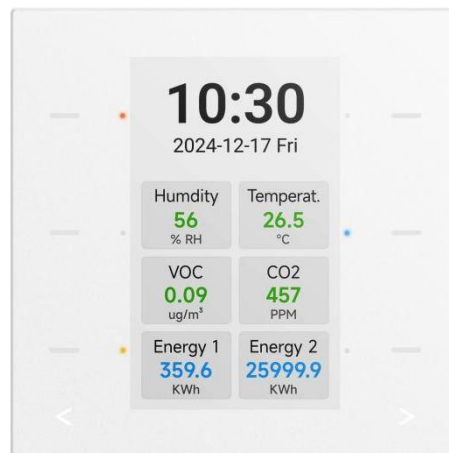 10:30
2024-12-17 Fri
Humdity Temperat.
56 26.5
% RH °C
VOC CO2
0.09 457
ug/m³ PPM
Energy 1 Energy 2
359.6 25999.9
KWh KWh
< >